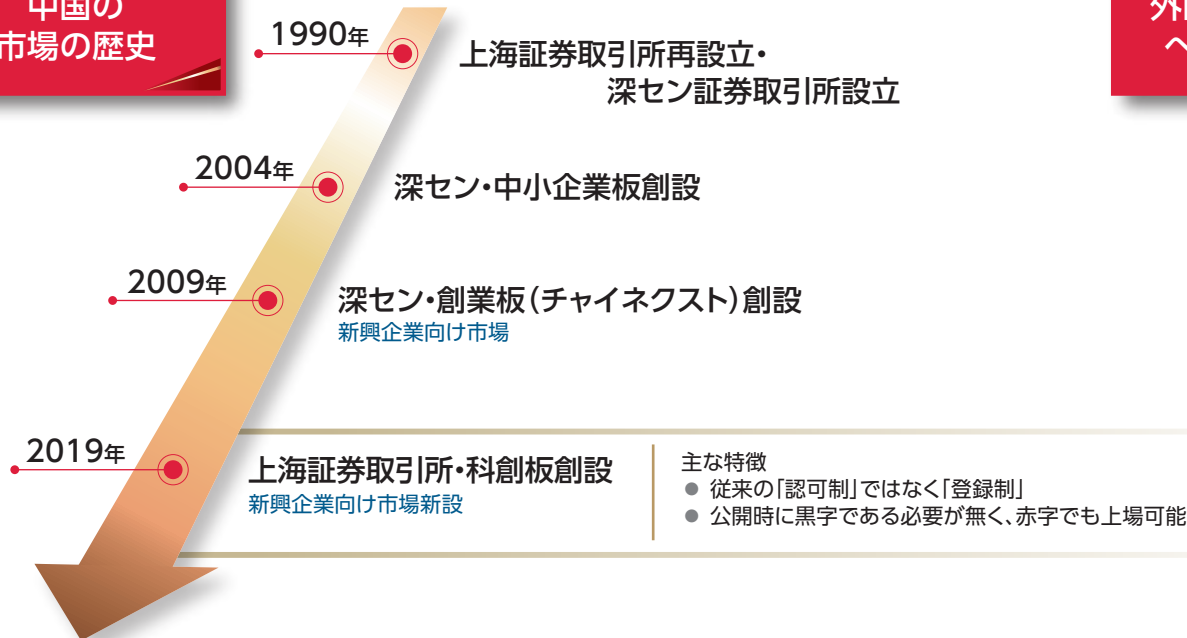 中国の
市場の歴史
1990年
上海証券取引所再設立・
深セン証券取引所設立
2004年
深セン・中小企業板創設
2009年
深セン・創業板(チャイネクスト)創設
新興企業向け市場
2019年
上海証券取引所・科創板創設
新興企業向け市場新設
主な特徴
● 従来の「認可制」ではなく「登録制」
● 公開時に黒字である必要が無く、赤字でも上場可能